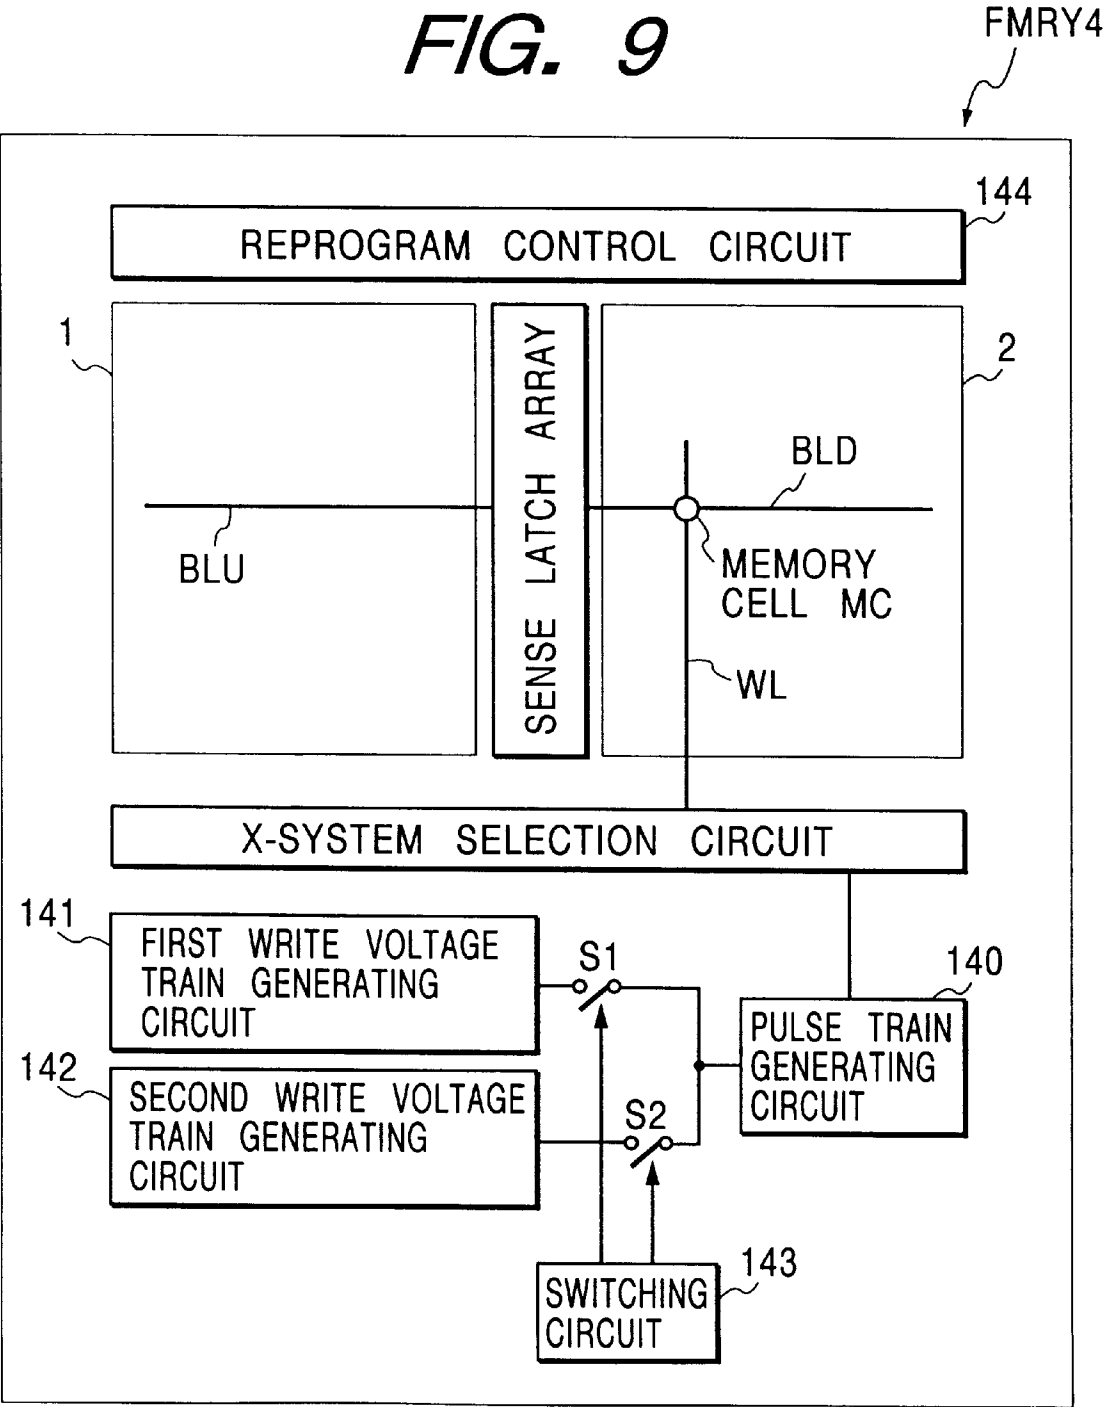 FIG. 9
FMRY4
144
REPROGRAM CONTROL CIRCUIT
1
2
SENSE LATCH ARRAY
BLD
BLU
MEMORY
CELL MC
WL
X-SYSTEM SELECTION CIRCUIT
141
FIRST WRITE VOLTAGE
TRAIN GENERATING
CIRCUIT
S1
140
PULSE TRAIN
GENERATING
CIRCUIT
142
SECOND WRITE VOLTAGE
TRAIN GENERATING
CIRCUIT
S2
143
SWITCHING
CIRCUIT